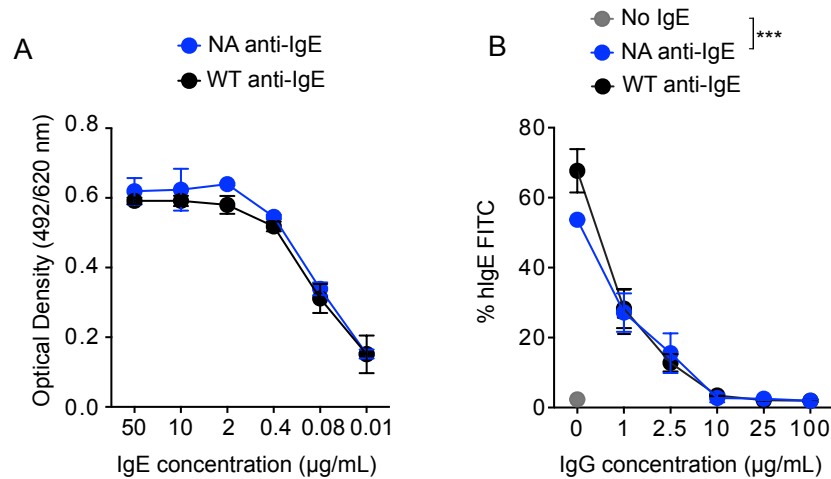 A
NA anti-IgE
WT anti-IgE
Optical Density (492/620 nm)
0.8
0.6
0.4
0.2
0.0
50 10 2 0.4 0.08 0.01
IgE concentration (µg/mL)
B
No IgE
***
NA anti-IgE
WT anti-IgE
% hIgE FITC
80
60
40
20
0
0 1 2.5 10 25 100
IgG concentration (µg/mL)